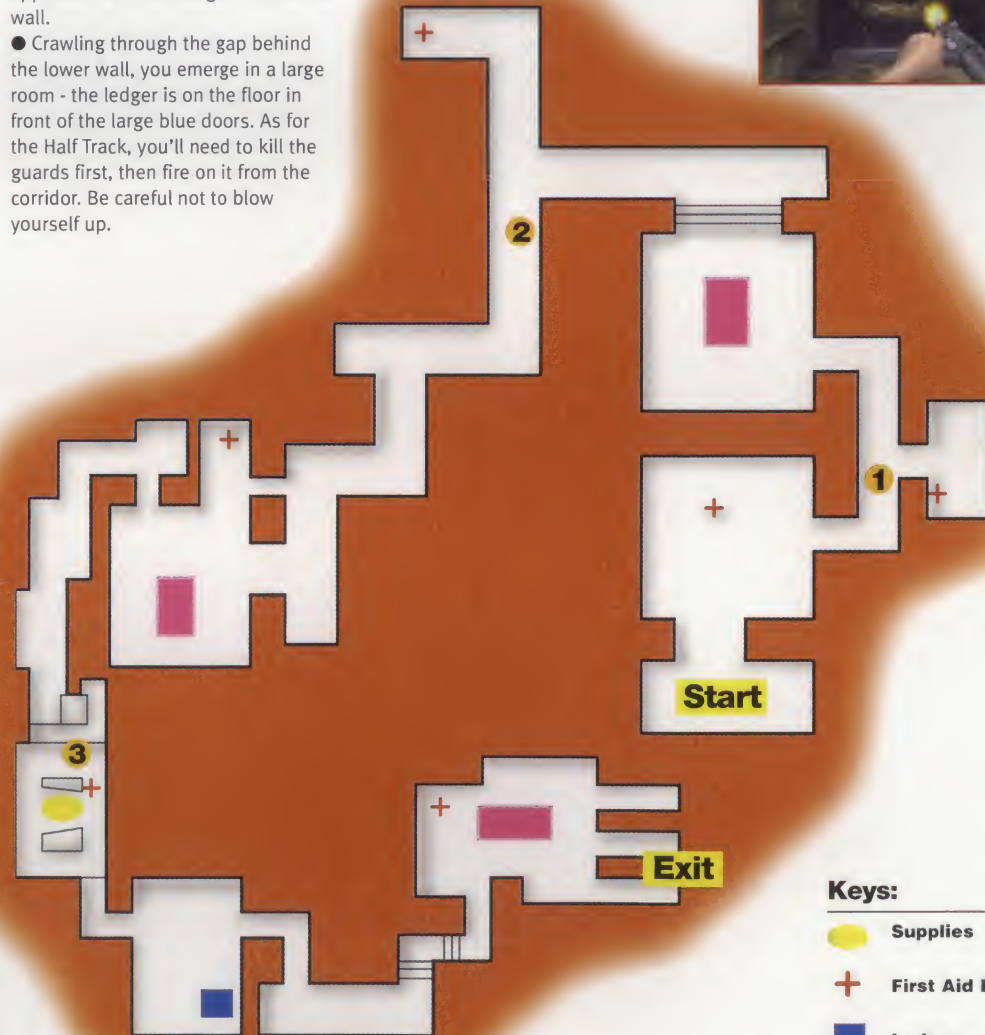 wall.
● Crawling through the gap behind
the lower wall, you emerge in a large
room - the ledger is on the floor in
front of the large blue doors. As for
the Half Track, you'll need to kill the
guards first, then fire on it from the
corridor. Be careful not to blow
yourself up.
2
1
Start
3
Exit
Keys:
Supplies
First Aid